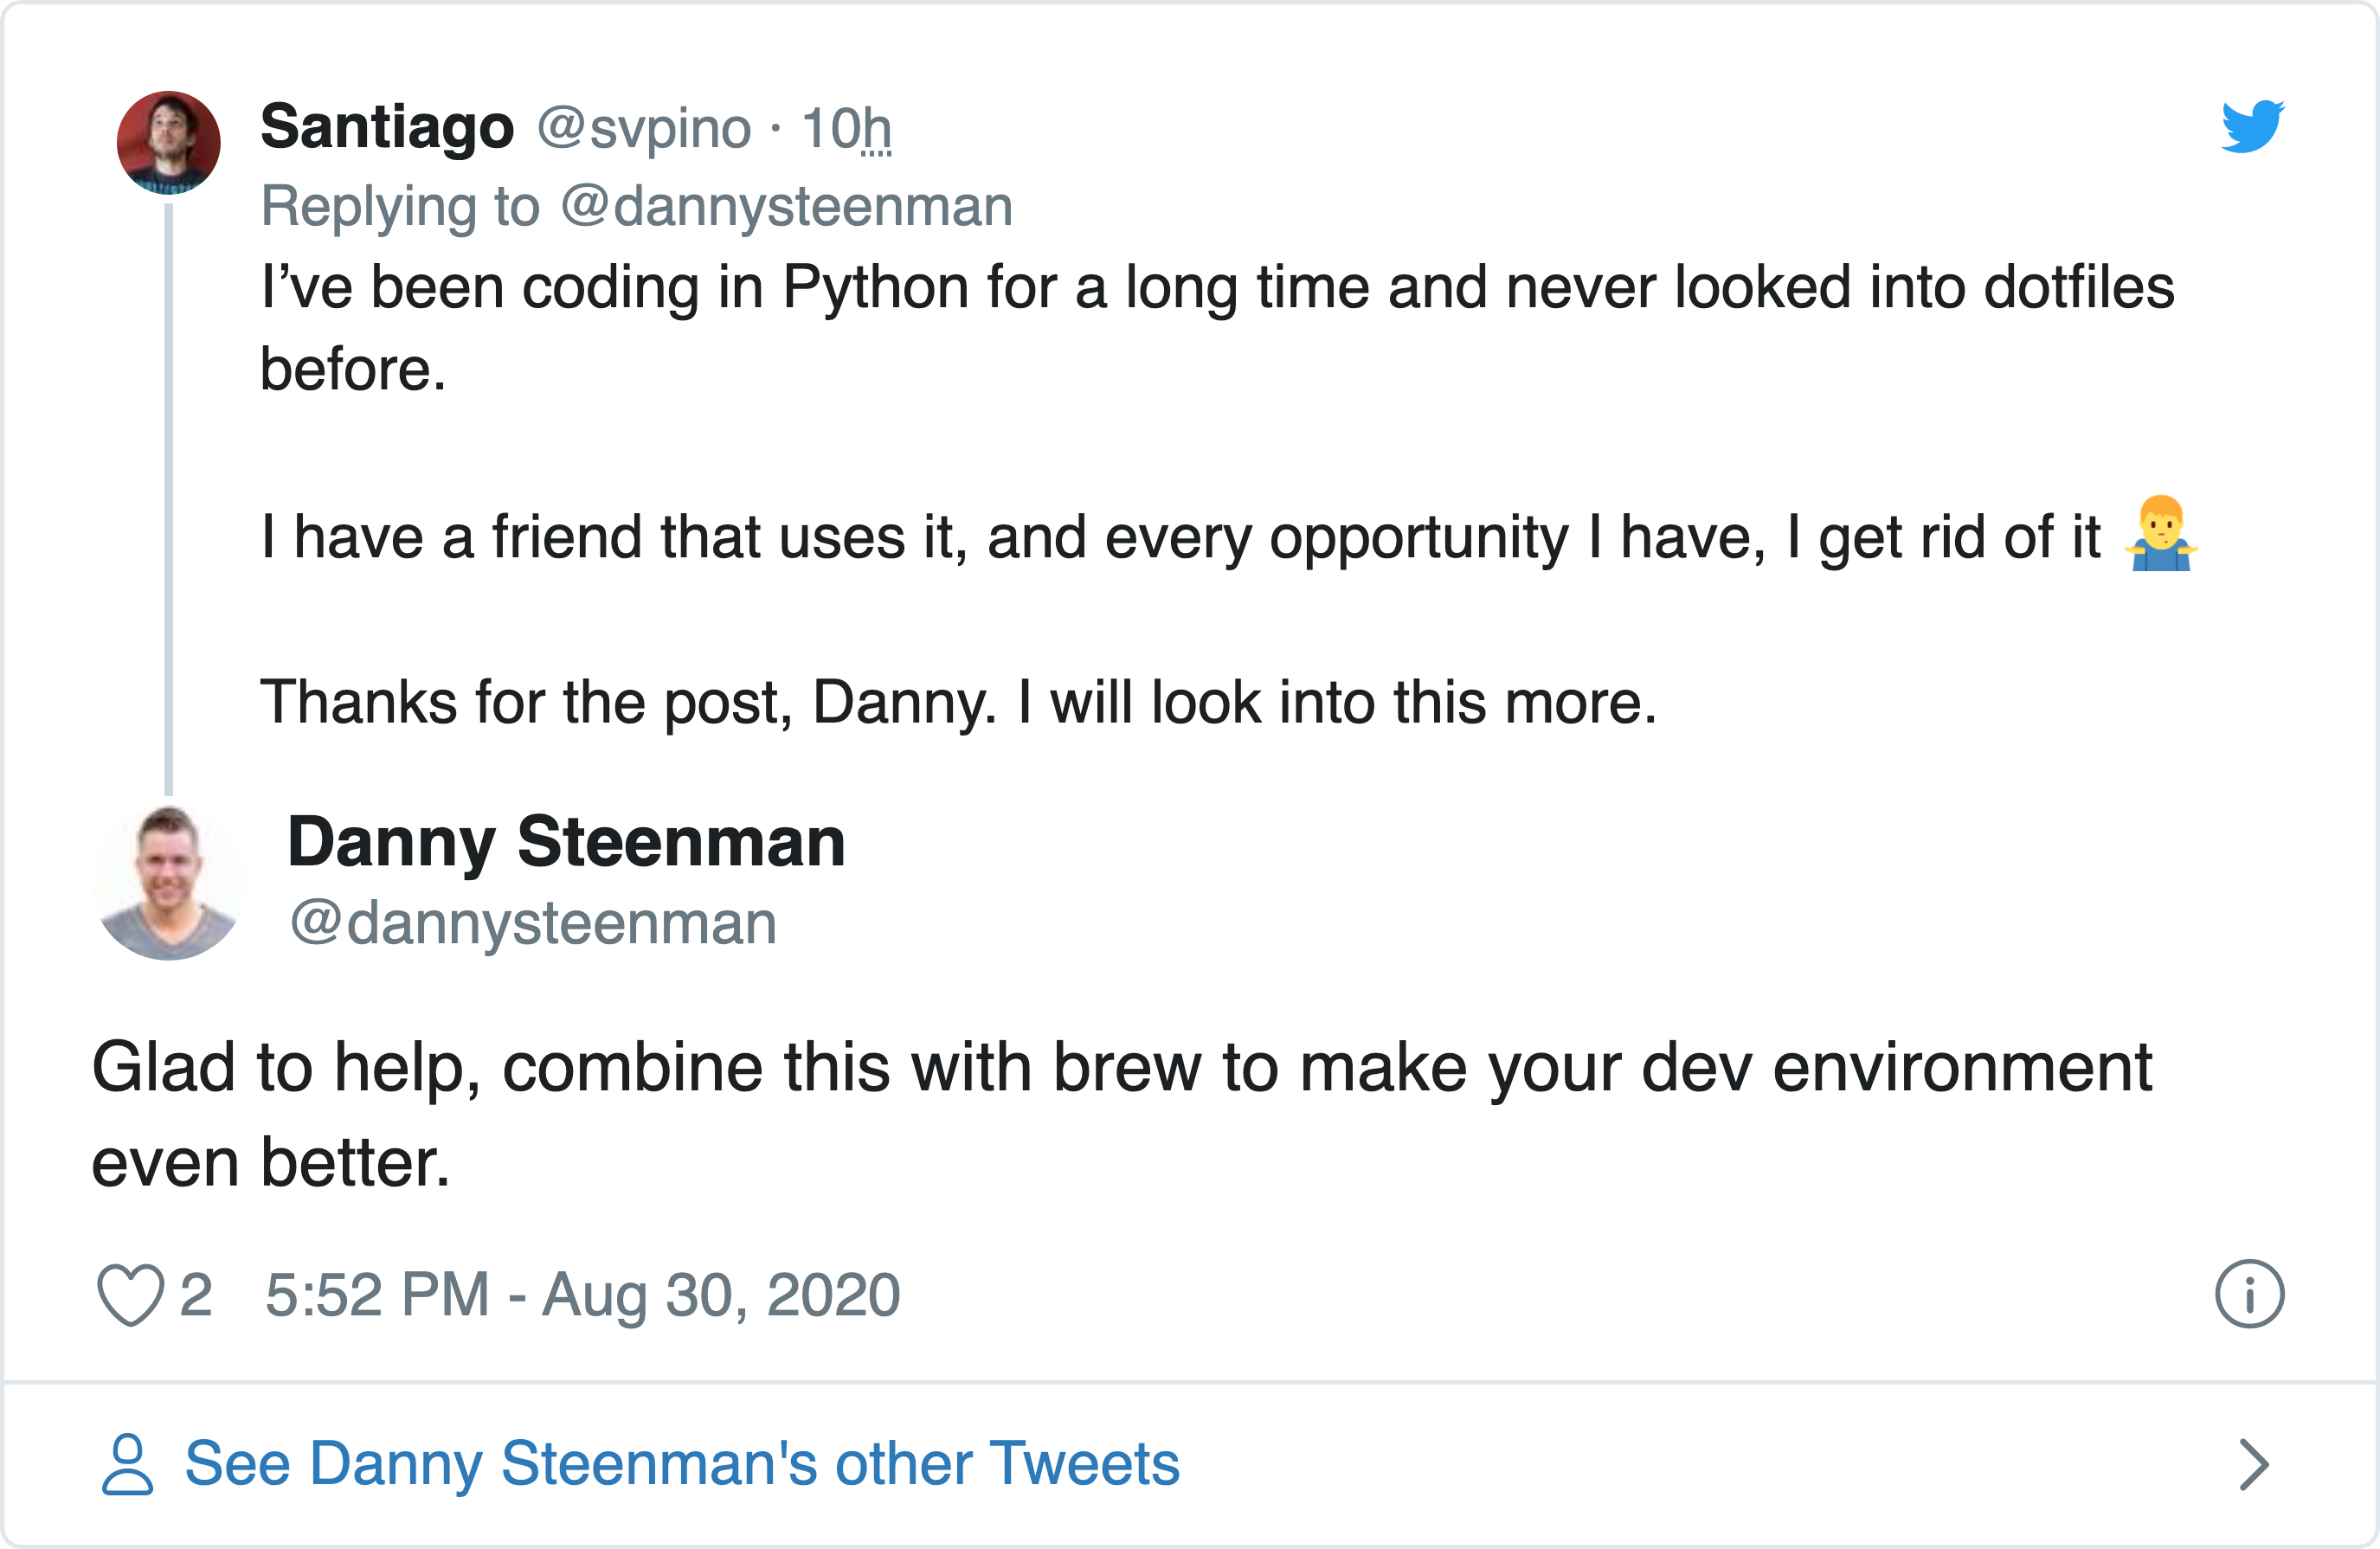 Santiago @svpino · 10h
Replying to @dannysteenman
I’ve been coding in Python for a long time and never looked into dotfiles
before.
I have a friend that uses it, and every opportunity I have, I get rid of it 🤷‍♂️
Thanks for the post, Danny. I will look into this more.
Danny Steenman
@dannysteenman
Glad to help, combine this with brew to make your dev environment
even better.
2 5:52 PM - Aug 30, 2020
See Danny Steenman's other Tweets